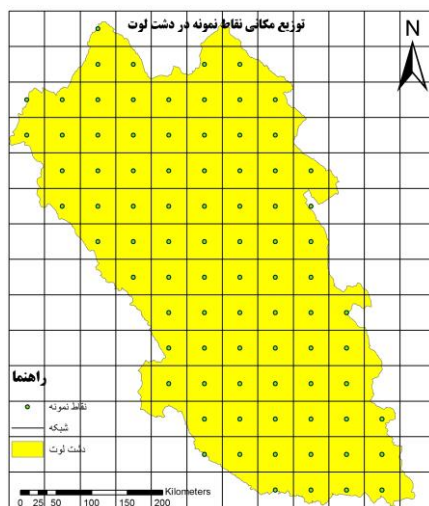 توزیع مکانی نقاط نمونه در دشت لوت
N
راهنما
نقاط نمونه
شبکه
دشت لوت
Kilometers
0 25 50 100 150 200